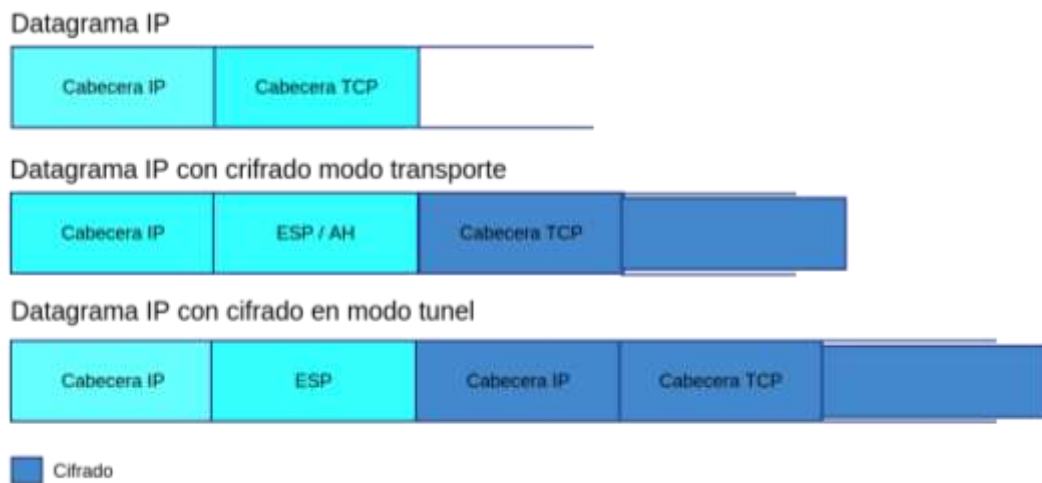 Datagrama IP
Cabecera IP Cabecera TCP
Datagrama IP con crifrado modo transporte
Cabecera IP ESP / AH Cabecera TCP
Datagrama IP con cifrado en modo tunel
Cabecera IP ESP Cabecera IP Cabecera TCP
Cifrado